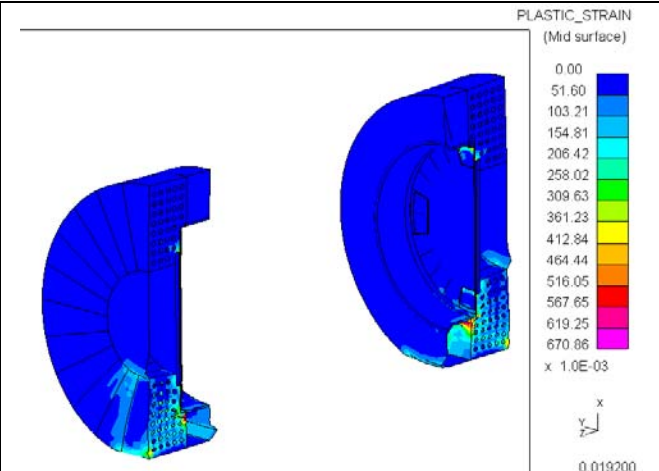 PLASTIC_STRAIN
(Mid surface)
0.00
51.60
103.21
154.81
206.42
258.02
309.63
361.23
412.84
464.44
516.05
567.65
619.25
670.86
x 1.0E-03
X
Y
Z
0.019200